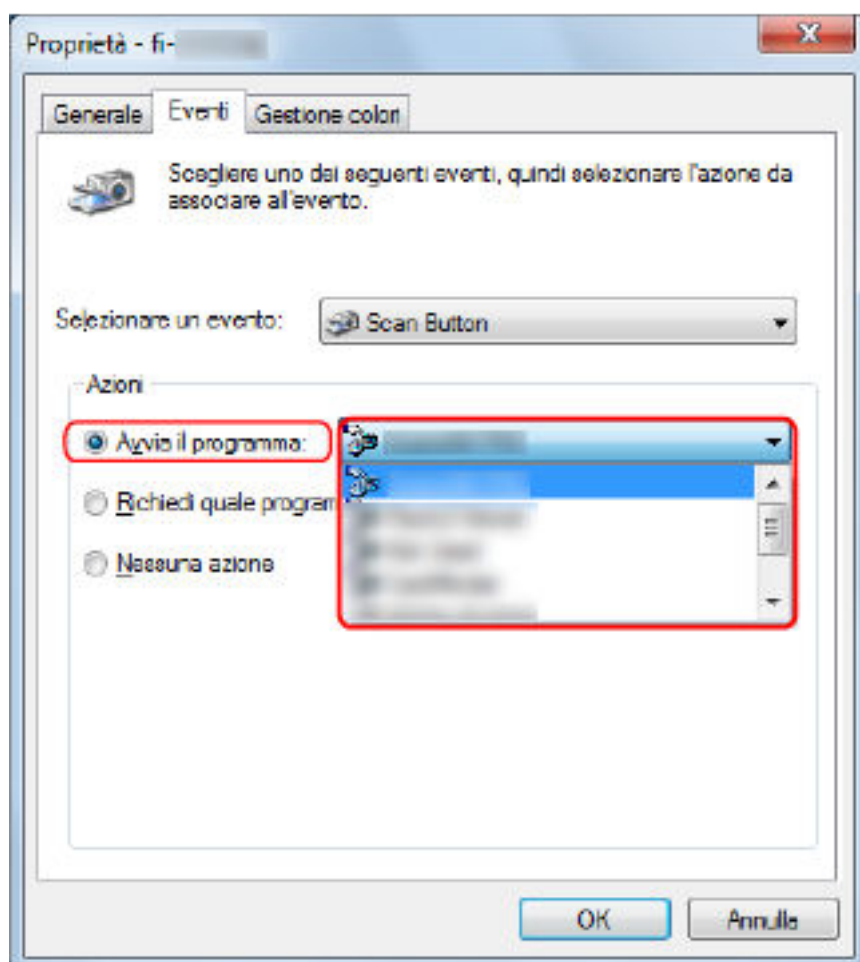 Proprietà - fi-
Generale
Eventi
Gestione colori
Scegliere uno dei seguenti eventi, quindi selezionare l'azione da
associare all'evento.
Selezionare un evento:
Scan Button
Azioni
Avvia il programma:
Richiedi quale program
Nessuna azione
OK
Annulla